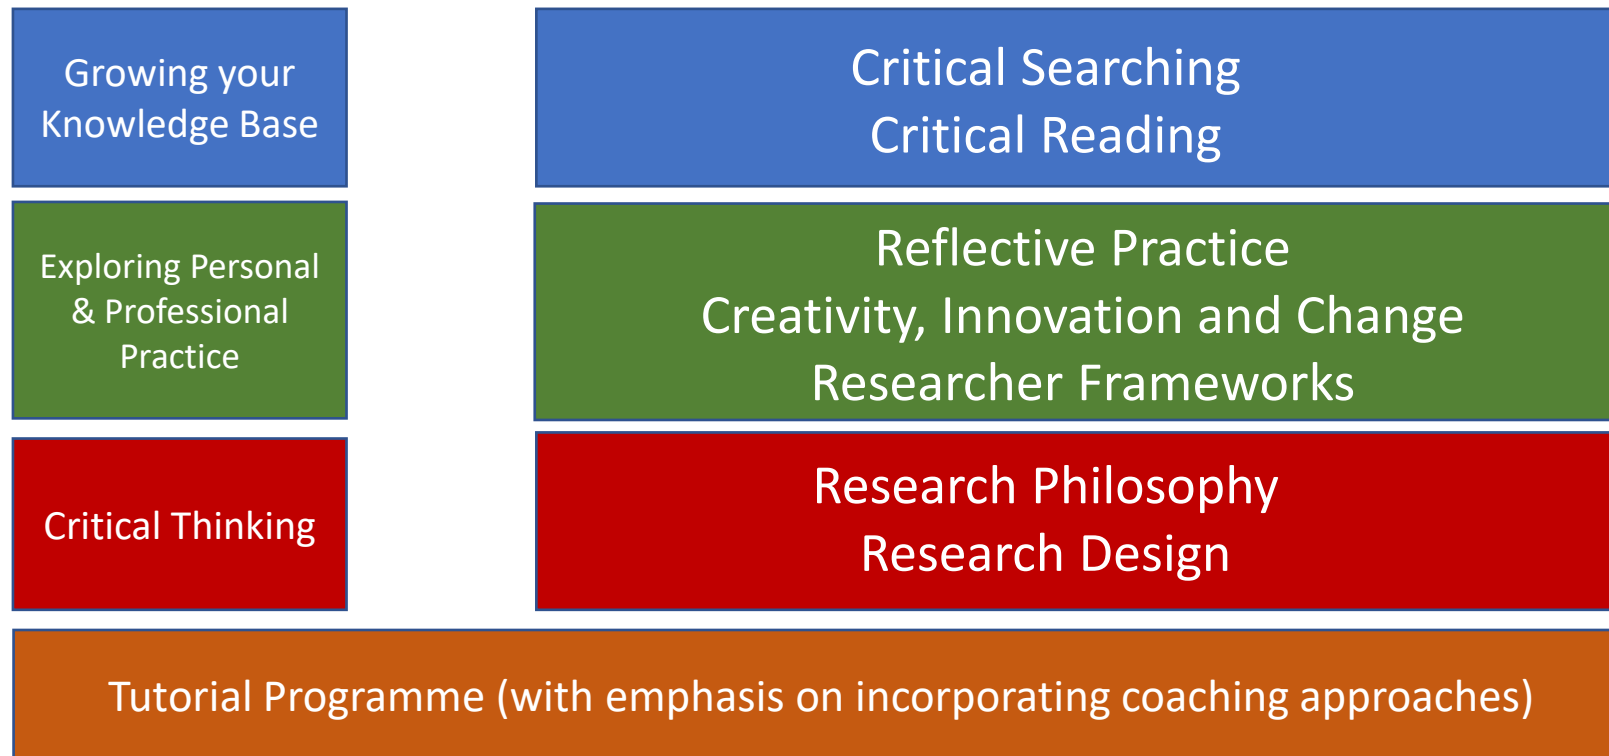 Growing your
Knowledge Base
Critical Searching
Critical Reading
Exploring Personal
& Professional
Practice
Reflective Practice
Creativity, Innovation and Change
Researcher Frameworks
Critical Thinking
Research Philosophy
Research Design
Tutorial Programme (with emphasis on incorporating coaching approaches)